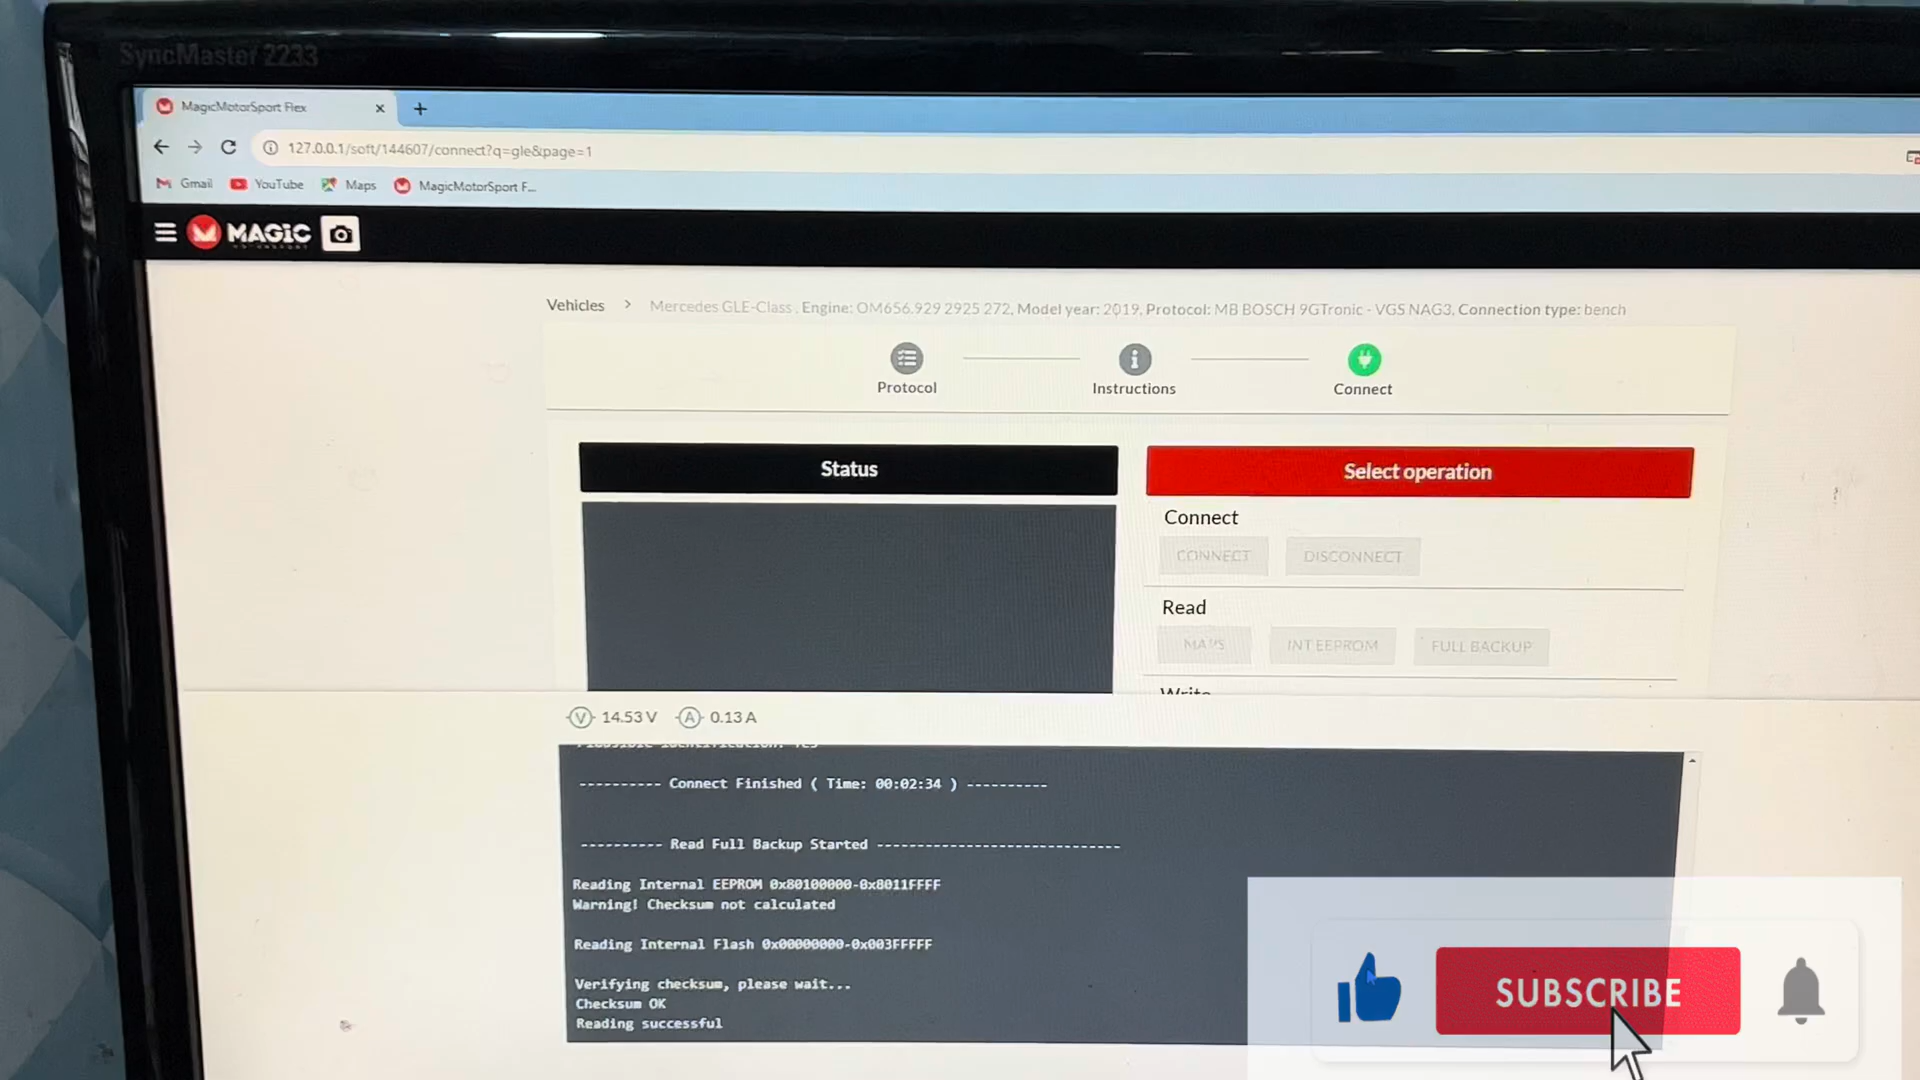 SyncMaster 2233
MagicMotorSport Flex
127.0.0.1/soft/144607/connect?q=gle&page=1
Gmail YouTube Maps MagicMotorSport F...
MAGIC
Vehicles > Mercedes GLE-Class , Engine: OM656.929 2925 272, Model year: 2019, Protocol: MB BOSCH 9GTronic - VGS NAG3, Connection type: bench
Protocol Instructions Connect
Status
Select operation
Connect
CONNECT DISCONNECT
Read
MAPS INT EEPROM FULL BACKUP
Write
14.53 V 0.13 A
Plausible identification: YES
---------- Connect Finished ( Time: 00:02:34 ) ----------
---------- Read Full Backup Started ------------------------------
Reading Internal EEPROM 0x80100000-0x8011FFFF
Warning! Checksum not calculated
Reading Internal Flash 0x00000000-0x003FFFFF
Verifying checksum, please wait...
Checksum OK
Reading successful
SUBSCRIBE